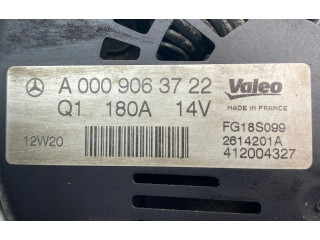 A 000 906 37 22
Valeo
Q1 180A 14V
MADE IN FRANCE
12W20
FG18S099
2614201A
412004327